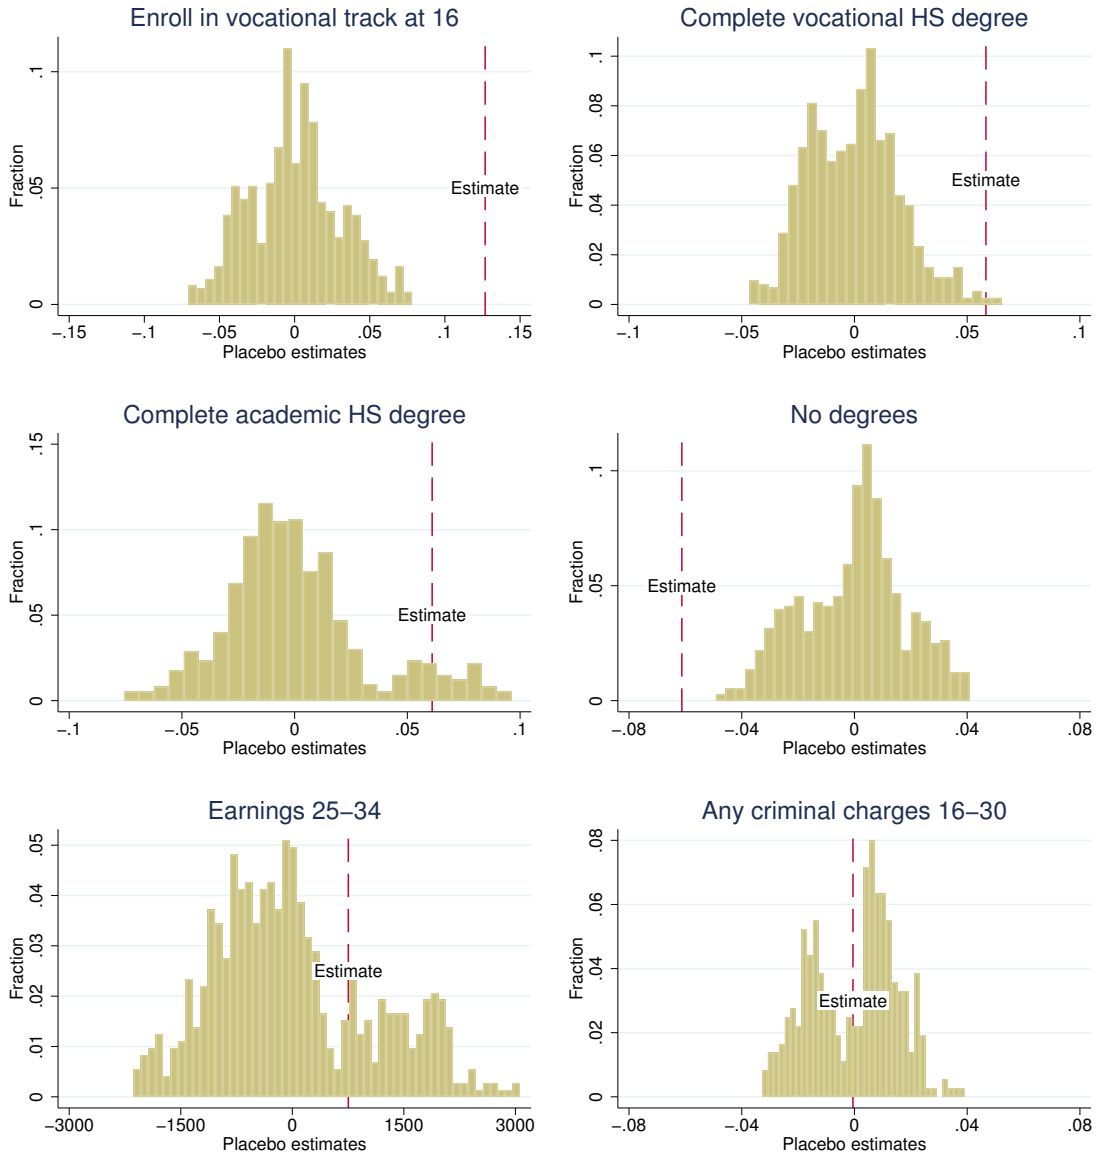 Enroll in vocational track at 16
Fraction
.1
.05
0
Estimate
−.15 −.1 −.05 0 .05 .1 .15
Placebo estimates
Complete vocational HS degree
Fraction
.1
.08
.06
.04
.02
0
Estimate
−.1 −.05 0 .05 .1
Placebo estimates
Complete academic HS degree
Fraction
.15
.1
.05
0
Estimate
−.1 −.05 0 .05 .1
Placebo estimates
No degrees
Fraction
.1
.05
0
Estimate
−.08 −.04 0 .04 .08
Placebo estimates
Earnings 25−34
Fraction
.05
.04
.03
.02
.01
0
Estimate
−3000 −1500 0 1500 3000
Placebo estimates
Any criminal charges 16−30
Fraction
.08
.06
.04
.02
0
Estimate
−.08 −.04 0 .04 .08
Placebo estimates